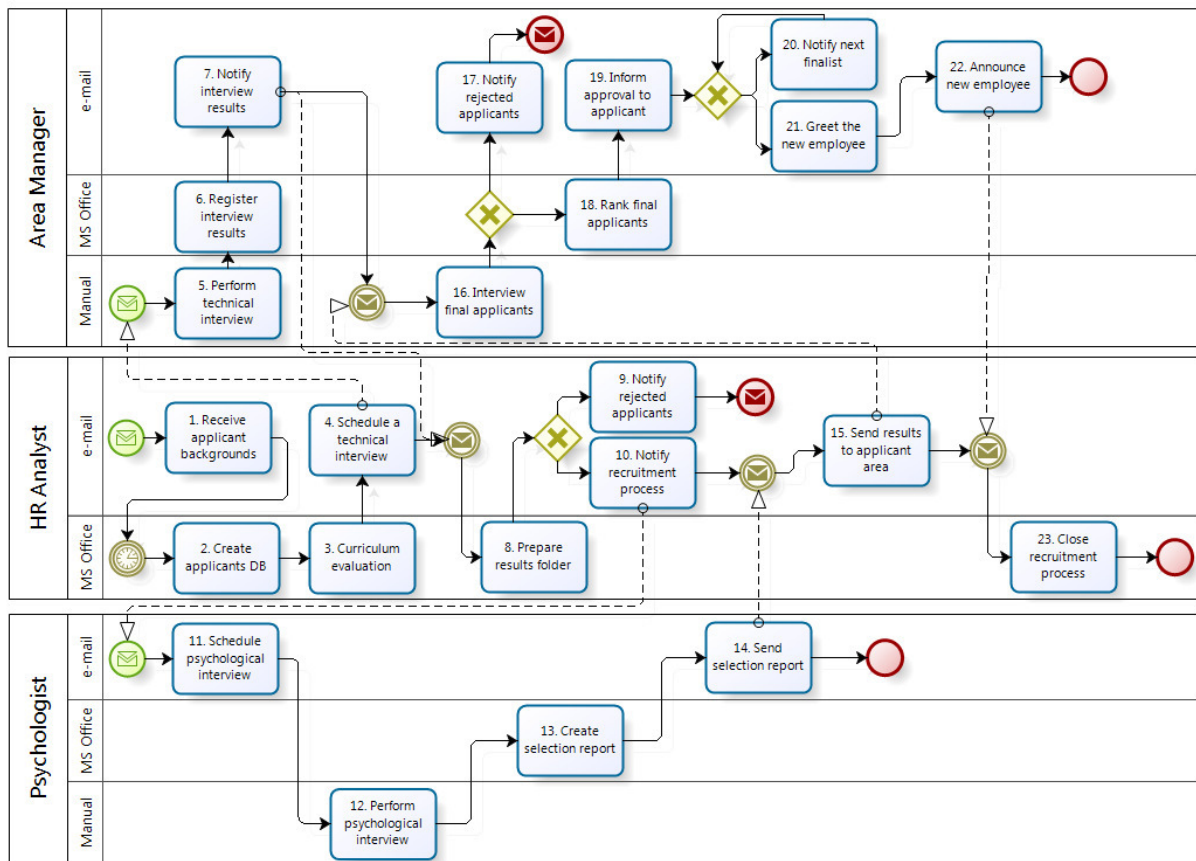 Area Manager
e-mail
MS Office
Manual
7. Notify
interview
results
6. Register
interview
results
5. Perform
technical
interview
17. Notify
rejected
applicants
16. Interview
final applicants
19. Inform
approval to
applicant
18. Rank final
applicants
20. Notify next
finalist
21. Greet the
new employee
22. Announce
new employee
HR Analyst
e-mail
MS Office
1. Receive
applicant
backgrounds
2. Create
applicants DB
3. Curriculum
evaluation
4. Schedule a
technical
interview
8. Prepare
results folder
9. Notify
rejected
applicants
10. Notify
recruitment
process
15. Send results
to applicant
area
23. Close
recruitment
process
Psychologist
e-mail
MS Office
Manual
11. Schedule
psychological
interview
12. Perform
psychological
interview
13. Create
selection report
14. Send
selection report